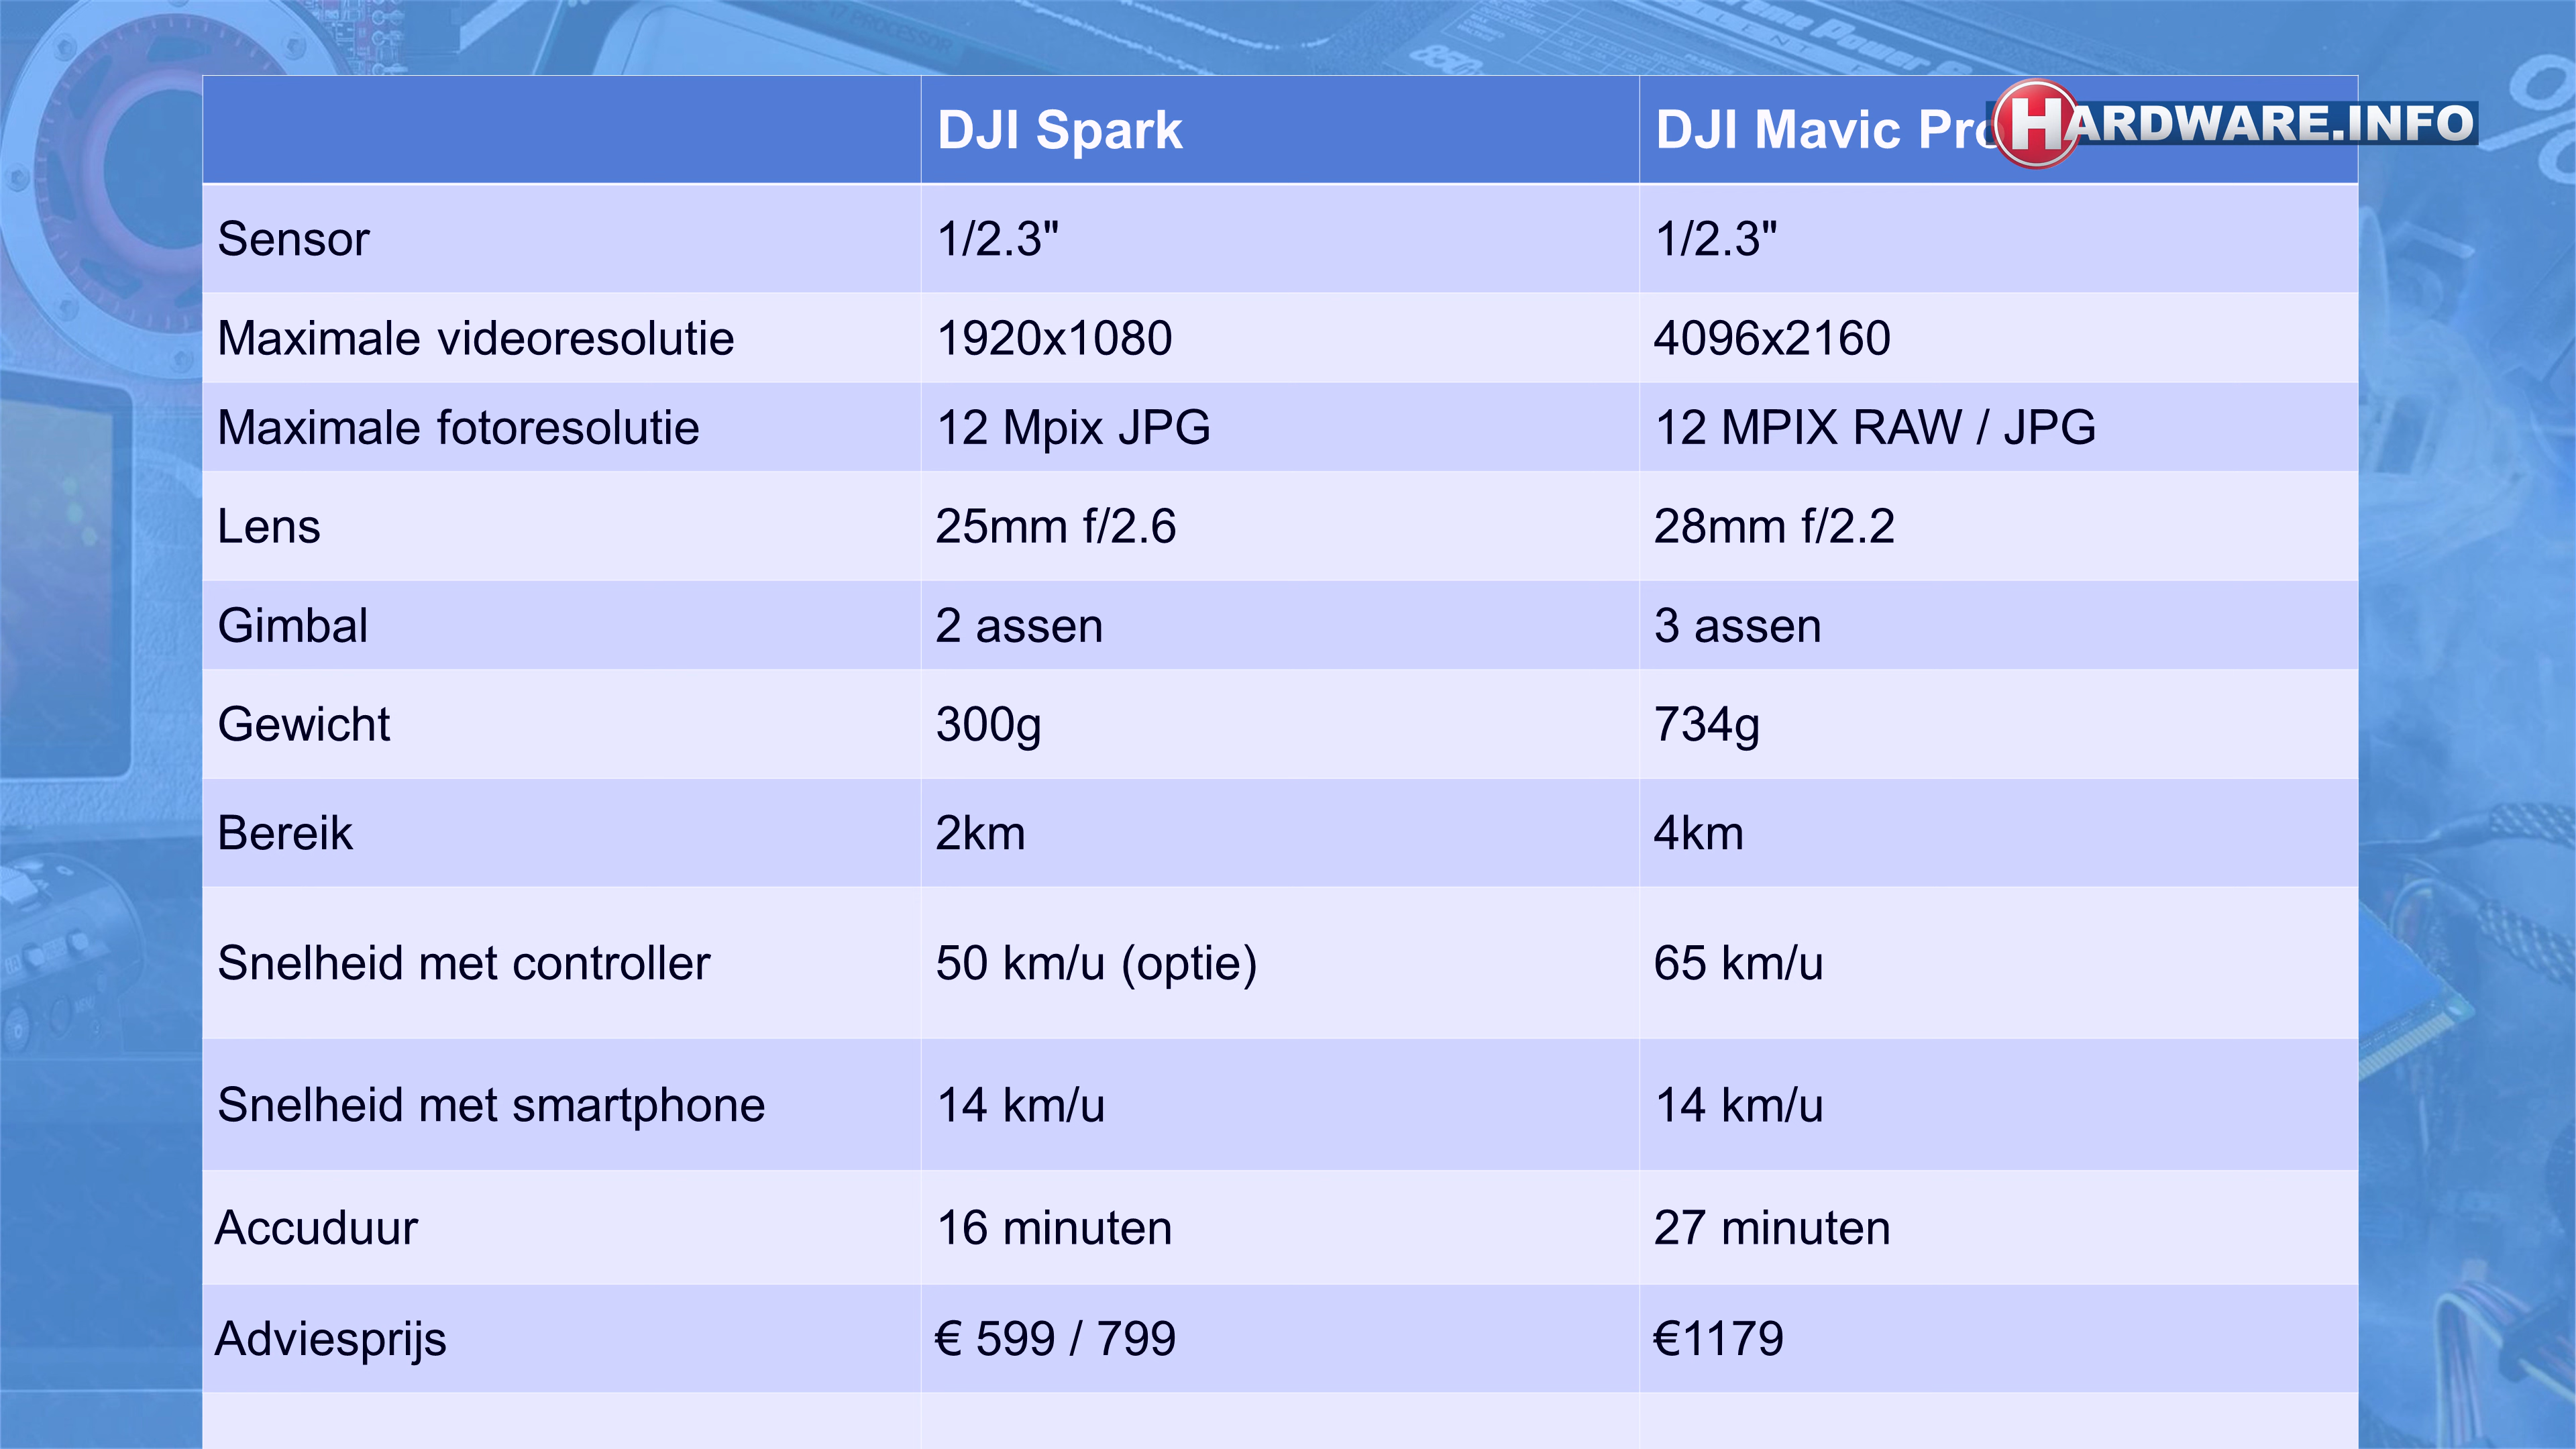 DJI Spark DJI Mavic Pro HARDWARE.INFO
Sensor 1/2.3" 1/2.3"
Maximale videoresolutie 1920x1080 4096x2160
Maximale fotoresolutie 12 Mpix JPG 12 MPIX RAW / JPG
Lens 25mm f/2.6 28mm f/2.2
Gimbal 2 assen 3 assen
Gewicht 300g 734g
Bereik 2km 4km
Snelheid met controller 50 km/u (optie) 65 km/u
Snelheid met smartphone 14 km/u 14 km/u
Accuduur 16 minuten 27 minuten
Adviesprijs € 599 / 799 €1179